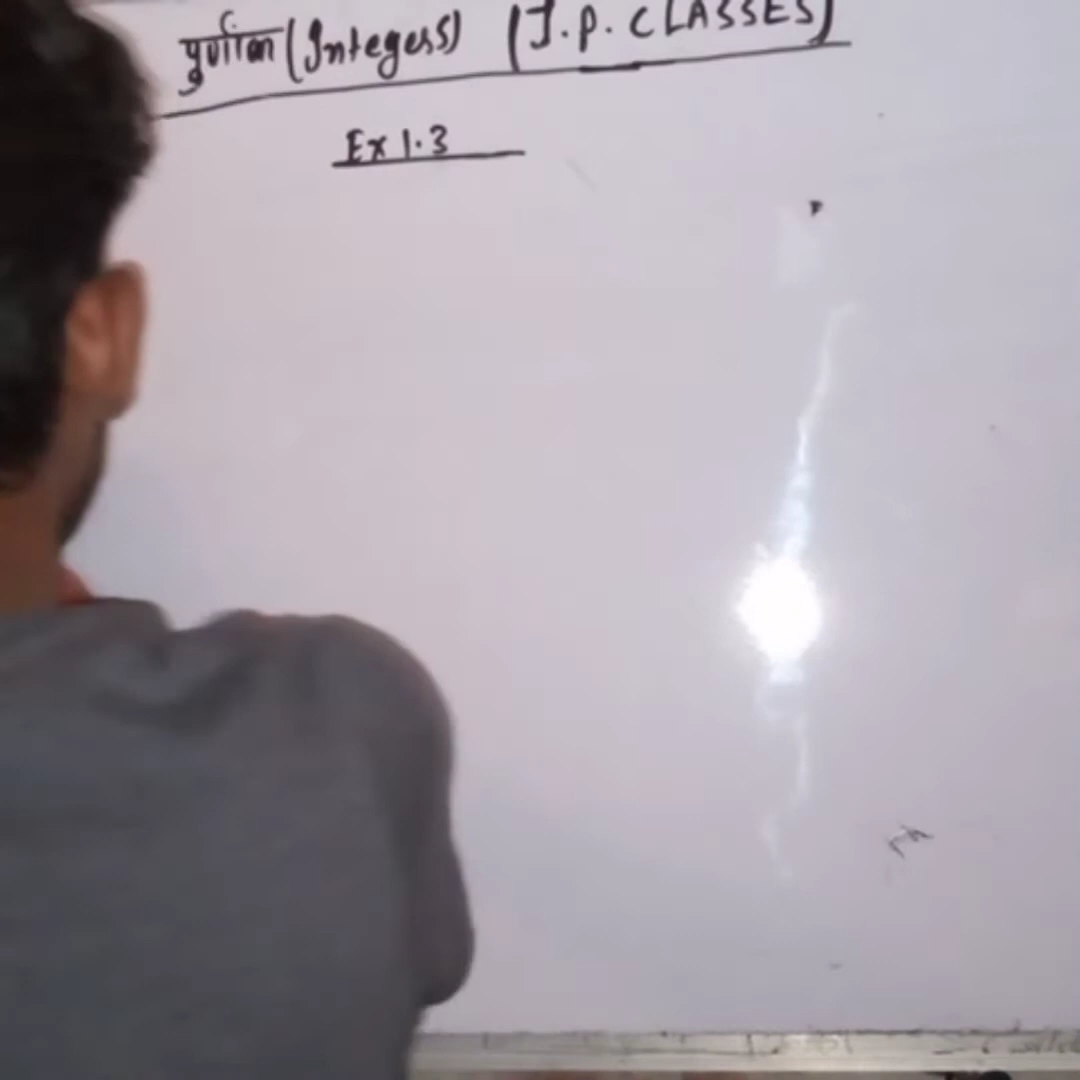 पूर्णांक (Integers) (J.P. CLASSES)
Ex 1.3